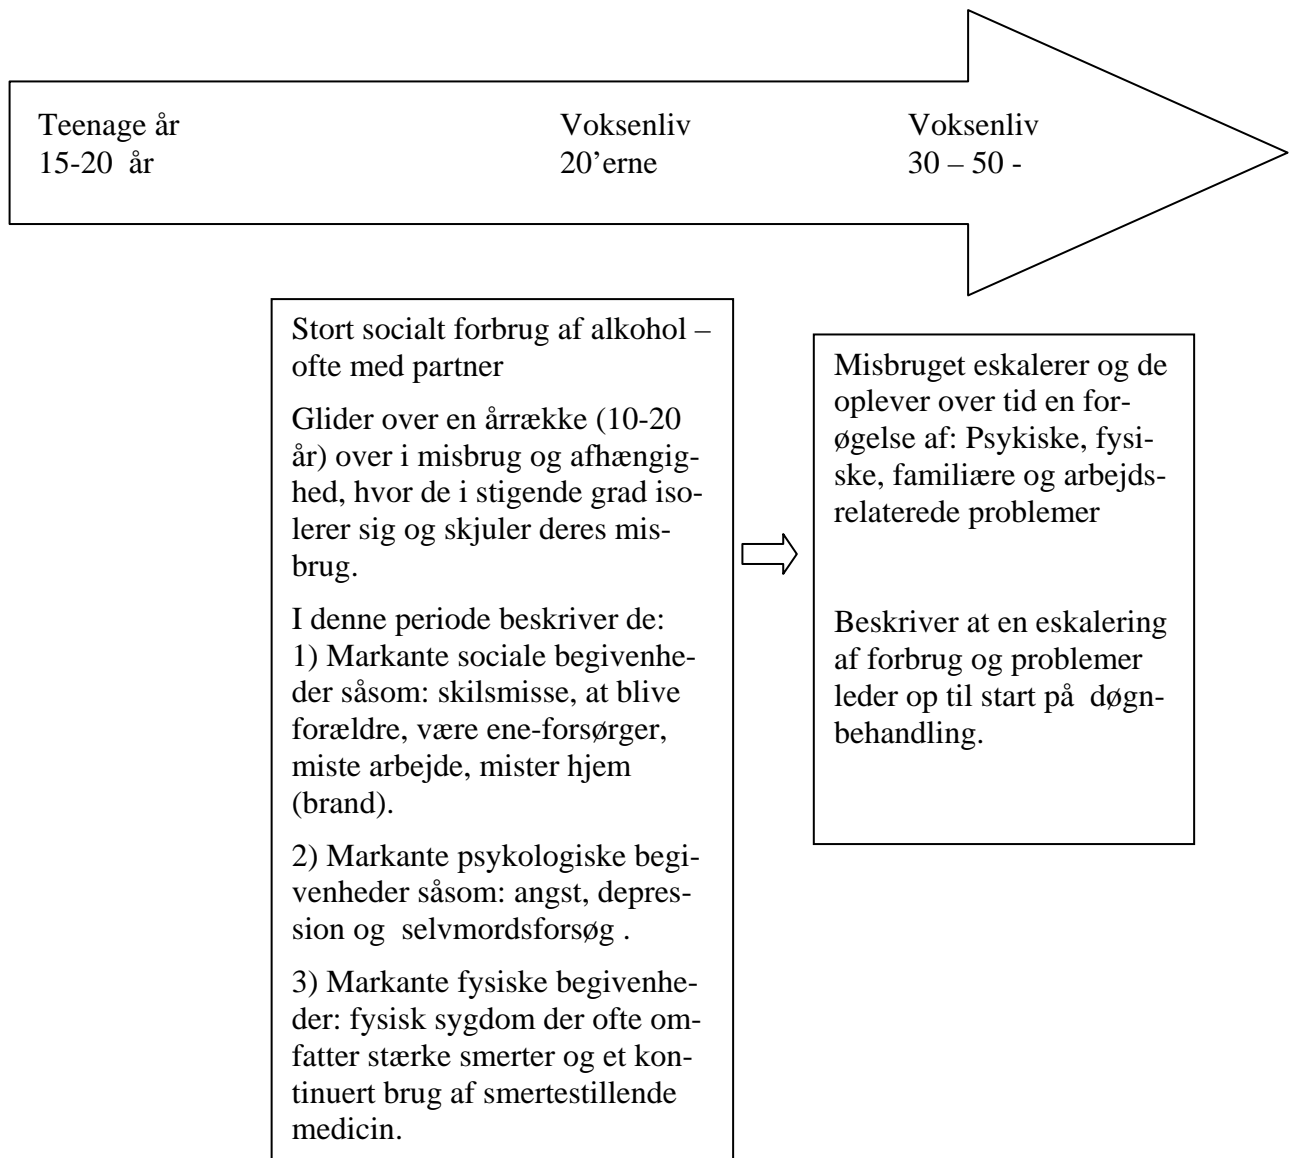 Teenage år
15-20 år
Voksenliv
20’erne
Voksenliv
30 – 50 -
Stort socialt forbrug af alkohol –
ofte med partner
Glider over en årrække (10-20
år) over i misbrug og afhængig-
hed, hvor de i stigende grad iso-
lerer sig og skjuler deres mis-
brug.
I denne periode beskriver de:
1) Markante sociale begivenhe-
der såsom: skilsmisse, at blive
forældre, være ene-forsørger,
miste arbejde, mister hjem
(brand).
2) Markante psykologiske begi-
venheder såsom: angst, depres-
sion og selvmordsforsøg .
3) Markante fysiske begivenhe-
der: fysisk sygdom der ofte om-
fatter stærke smerter og et kon-
tinuert brug af smertestillende
medicin.
Misbruget eskalerer og de
oplever over tid en for-
øgelse af: Psykiske, fysi-
ske, familiære og arbejds-
relaterede problemer
Beskriver at en eskalering
af forbrug og problemer
leder op til start på døgn-
behandling.